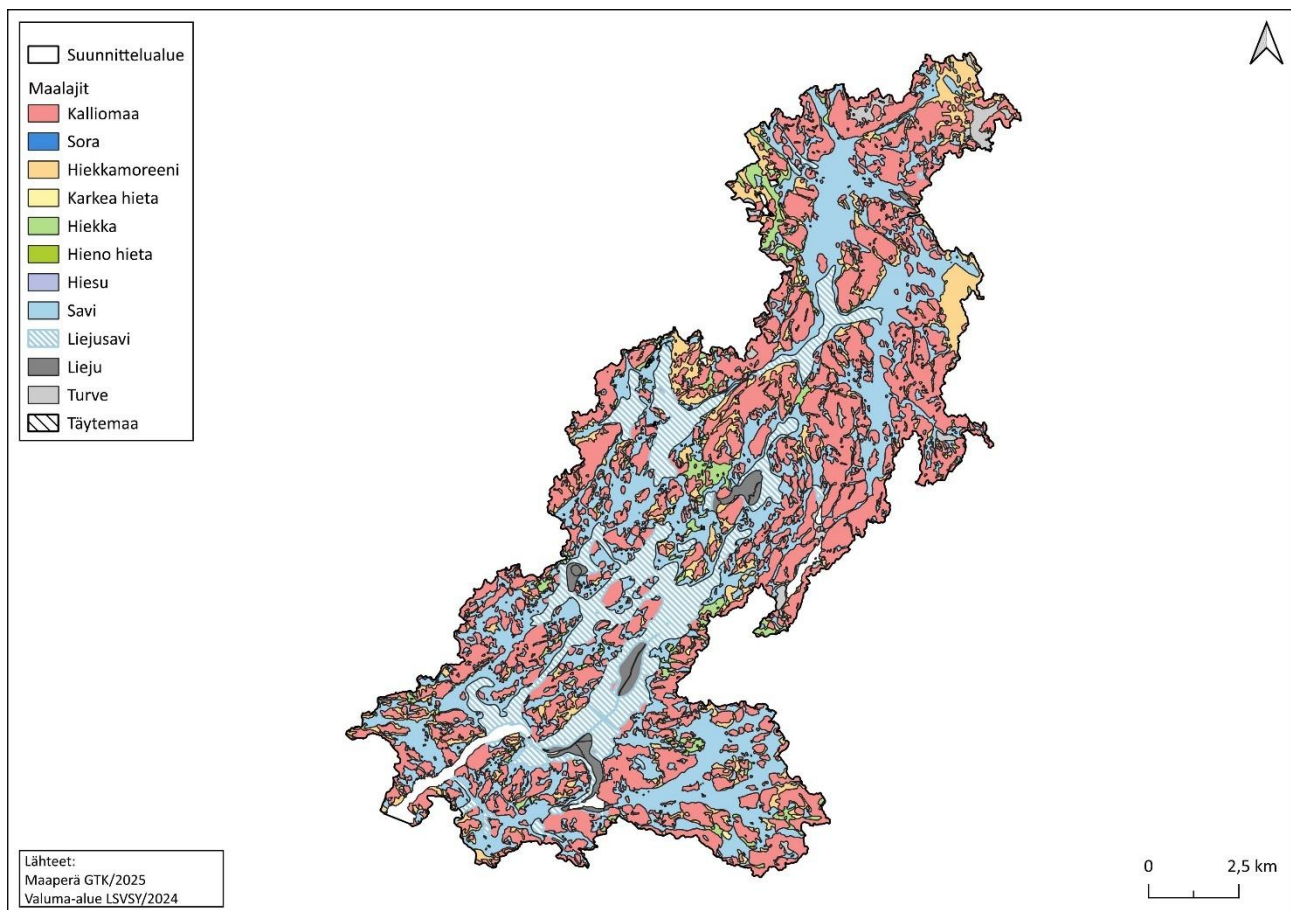 Suunnittelualue
Maalajit
Kalliomaa
Sora
Hiekkamoreeni
Karkea hieta
Hiekka
Hieno hieta
Hiesu
Savi
Liejusavi
Lieju
Turve
Täytemaa
Lähteet:
Maaperä GTK/2025
Valuma-alue LSVSY/2024
0 2,5 km